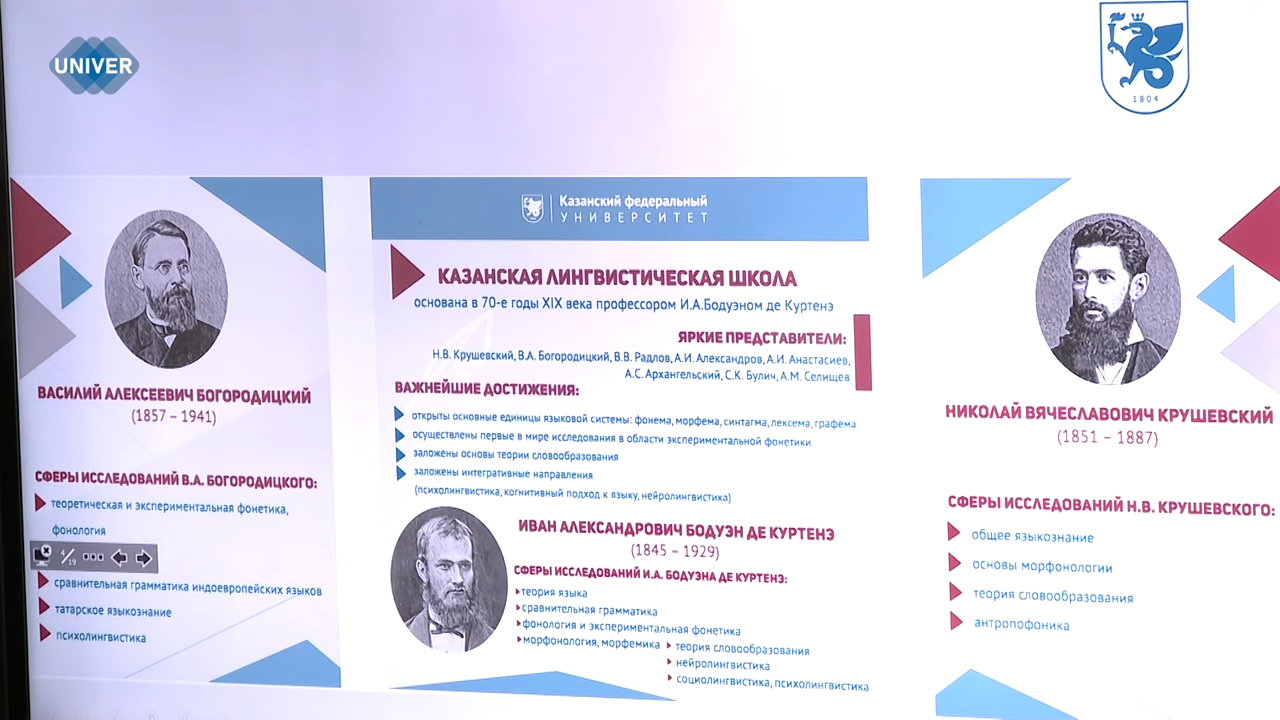 UNIVER
1804
Казанский федеральный
УНИВЕРСИТЕТ
ВАСИЛИЙ АЛЕКСЕЕВИЧ БОГОРОДИЦКИЙ
(1857 – 1941)
СФЕРЫ ИССЛЕДОВАНИЙ В.А. БОГОРОДИЦКОГО:
теоретическая и экспериментальная фонетика,
фонология
4/19
сравнительная грамматика индоевропейских языков
татарское языкознание
психолингвистика
КАЗАНСКАЯ ЛИНГВИСТИЧЕСКАЯ ШКОЛА
основана в 70-е годы XIX века профессором И.А.Бодуэном де Куртенэ
ЯРКИЕ ПРЕДСТАВИТЕЛИ:
Н.В. Крушевский, В.А. Богородицкий, В.В. Радлов, А.И. Александров, А.И. Анастасиев,
А.С. Архангельский, С.К. Булич, А.М. Селищев
ВАЖНЕЙШИЕ ДОСТИЖЕНИЯ:
открыты основные единицы языковой системы: фонема, морфема, синтагма, лексема, графема
осуществлены первые в мире исследования в области экспериментальной фонетики
заложены основы теории словообразования
заложены интегративные направления
(психолингвистика, когнитивный подход к языку, нейролингвистика)
ИВАН АЛЕКСАНДРОВИЧ БОДУЭН ДЕ КУРТЕНЭ
(1845 – 1929)
СФЕРЫ ИССЛЕДОВАНИЙ И.А. БОДУЭНА ДЕ КУРТЕНЭ:
теория языка
сравнительная грамматика
фонология и экспериментальная фонетика
морфонология, морфемика
теория словообразования
нейролингвистика
социолингвистика, психолингвистика
НИКОЛАЙ ВЯЧЕСЛАВОВИЧ КРУШЕВСКИЙ
(1851 – 1887)
СФЕРЫ ИССЛЕДОВАНИЙ Н.В. КРУШЕВСКОГО:
общее языкознание
основы морфонологии
теория словообразования
антропофоника